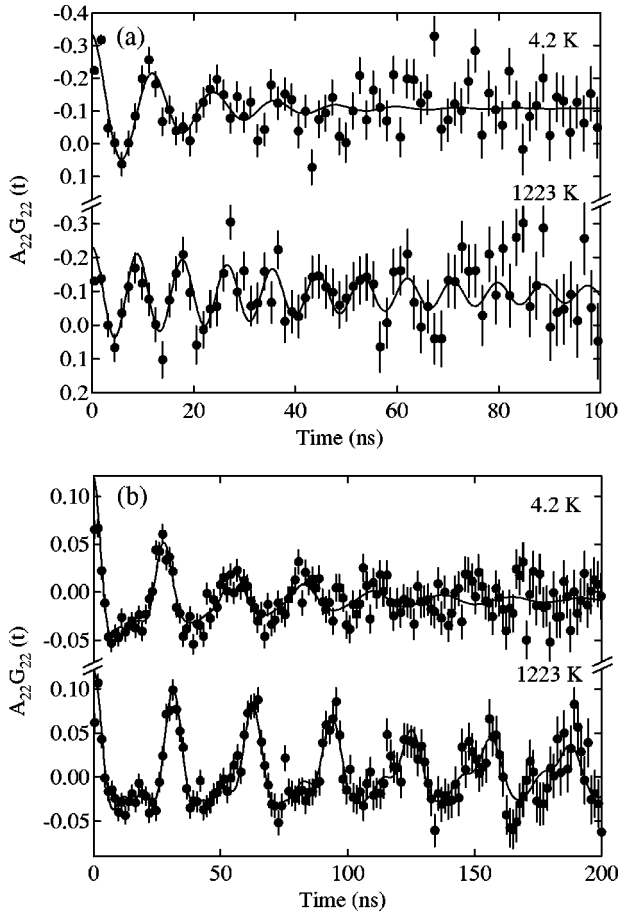 -0.4
(a)
4.2 K
-0.3
-0.2
-0.1
0.0
0.1
1223 K
-0.3
-0.2
-0.1
0.0
0.1
0.2
A22G22 (t)
0 20 40 60 80 100
Time (ns)
(b)
4.2 K
0.10
0.05
0.00
-0.05
1223 K
0.10
0.05
0.00
-0.05
A22G22 (t)
0 50 100 150 200
Time (ns)